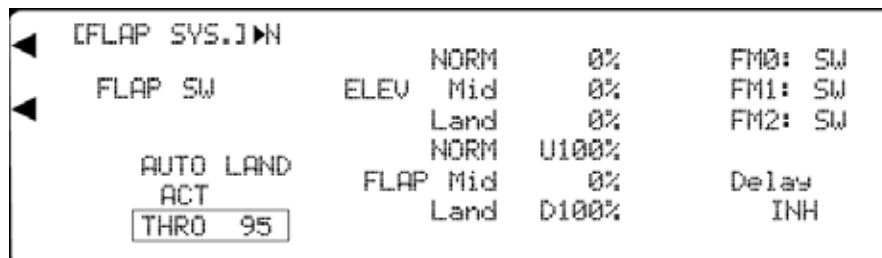 [FLAP SYS.]▶N
NORM 0% FM0: SW
FLAP SW ELEV Mid 0% FM1: SW
Land 0% FM2: SW
NORM U100%
AUTO LAND
FLAP Mid 0% Delay
ACT
Land D100% INH
THRO 95